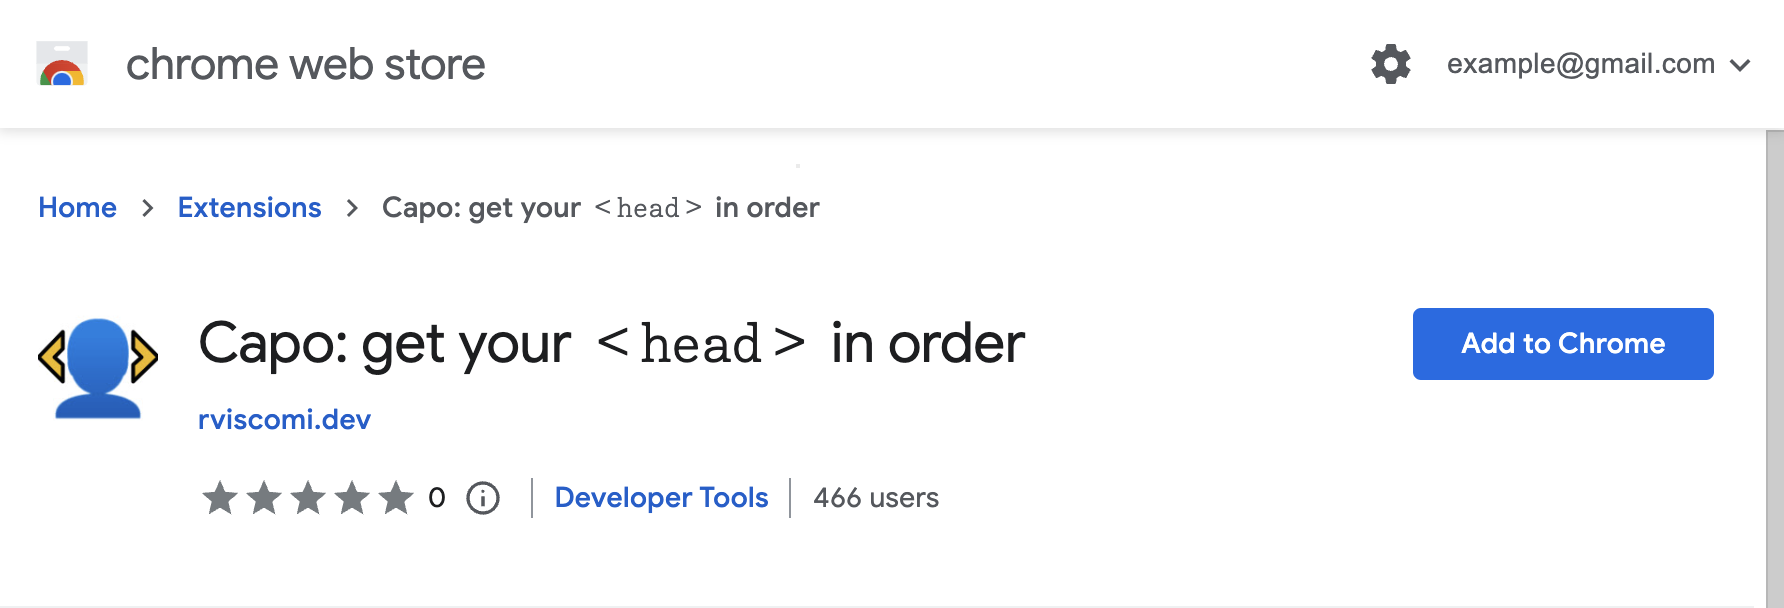 chrome web store
example@gmail.com
Home > Extensions > Capo: get your <head> in order
Capo: get your <head> in order
Add to Chrome
rviscomi.dev
0
Developer Tools
466 users